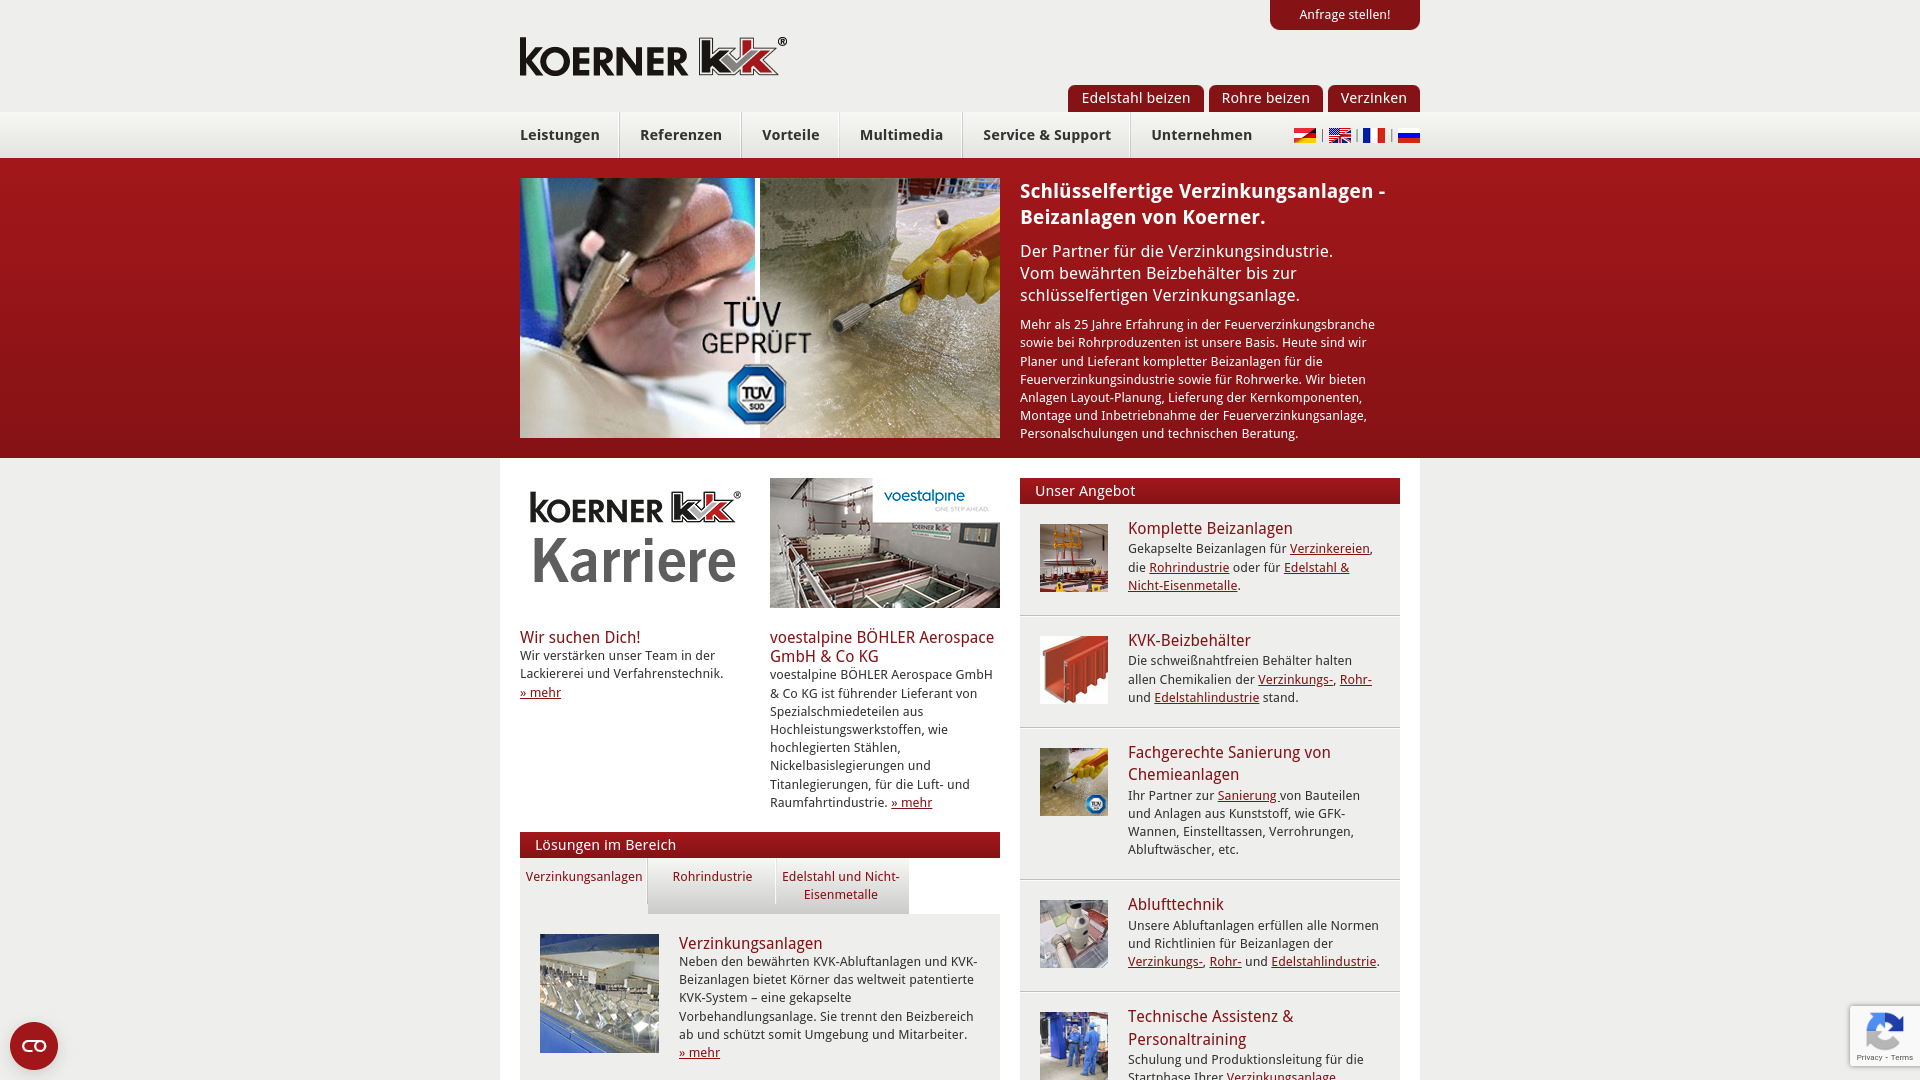 Anfrage stellen!
KOERNER KVK®
Edelstahl beizen
Rohre beizen
Verzinken
Leistungen
Referenzen
Vorteile
Multimedia
Service & Support
Unternehmen
| | |
TÜV
GEPRÜFT
TÜV
SÜD
Schlüsselfertige Verzinkungsanlagen -
Beizanlagen von Koerner.
Der Partner für die Verzinkungsindustrie.
Vom bewährten Beizbehälter bis zur
schlüsselfertigen Verzinkungsanlage.
Mehr als 25 Jahre Erfahrung in der Feuerverzinkungsbranche
sowie bei Rohrproduzenten ist unsere Basis. Heute sind wir
Planer und Lieferant kompletter Beizanlagen für die
Feuerverzinkungsindustrie sowie für Rohrwerke. Wir bieten
Anlagen Layout-Planung, Lieferung der Kernkomponenten,
Montage und Inbetriebnahme der Feuerverzinkungsanlage,
Personalschulungen und technischen Beratung.
KOERNER KVK®
Karriere
Wir suchen Dich!
Wir verstärken unser Team in der
Lackiererei und Verfahrenstechnik.
» mehr
voestalpine
ONE STEP AHEAD.
voestalpine BÖHLER Aerospace
GmbH & Co KG
voestalpine BÖHLER Aerospace GmbH
& Co KG ist führender Lieferant von
Spezialschmiedeteilen aus
Hochleistungswerkstoffen, wie
hochlegierten Stählen,
Nickelbasislegierungen und
Titanlegierungen, für die Luft- und
Raumfahrtindustrie. » mehr
Lösungen im Bereich
Verzinkungsanlagen
Rohrindustrie
Edelstahl und Nicht-
Eisenmetalle
Verzinkungsanlagen
Neben den bewährten KVK-Abluftanlagen und KVK-
Beizanlagen bietet Körner das weltweit patentierte
KVK-System – eine gekapselte
Vorbehandlungsanlage. Sie trennt den Beizbereich
ab und schützt somit Umgebung und Mitarbeiter.
» mehr
Unser Angebot
Komplette Beizanlagen
Gekapselte Beizanlagen für Verzinkereien,
die Rohrindustrie oder für Edelstahl &
Nicht-Eisenmetalle.
KVK-Beizbehälter
Die schweißnahtfreien Behälter halten
allen Chemikalien der Verzinkungs-, Rohr-
und Edelstahlindustrie stand.
Fachgerechte Sanierung von
Chemieanlagen
Ihr Partner zur Sanierung von Bauteilen
und Anlagen aus Kunststoff, wie GFK-
Wannen, Einstelltassen, Verrohrungen,
Abluftwäscher, etc.
Ablufttechnik
Unsere Abluftanlagen erfüllen alle Normen
und Richtlinien für Beizanlagen der
Verzinkungs-, Rohr- und Edelstahlindustrie.
Technische Assistenz &
Personaltraining
Schulung und Produktionsleitung für die
Startphase Ihrer Verzinkungsanlage
Privacy - Terms